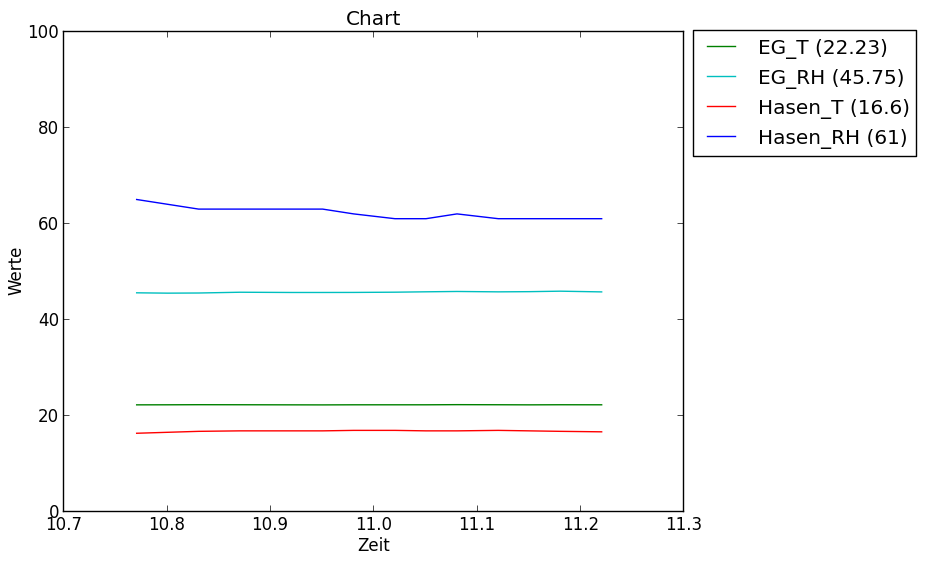 Chart
EG_T (22.23)
EG_RH (45.75)
Hasen_T (16.6)
Hasen_RH (61)
100
80
60
40
20
0
Werte
10.7 10.8 10.9 11.0 11.1 11.2 11.3
Zeit